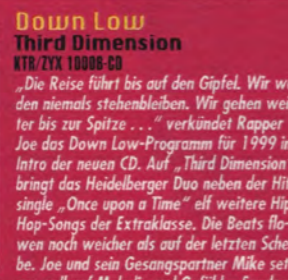 Down Low
Third Dimension
KTR/ZYX 10006-CD
„Die Reise führt bis auf den Gipfel. Wir we
den niemals stehenbleiben. Wir gehen wei
ter bis zur Spitze . . .“ verkündet Rapper
Joe das Down Low-Programm für 1999 im
Intro der neuen CD. Auf „Third Dimension
bringt das Heidelberger Duo neben der Hit
single „Once upon a Time“ elf weitere Hip
Hop-Songs der Extraklasse. Die Beats flo-
wen noch weicher als auf der letzten Schei
be. Joe und sein Gesangspartner Mike set